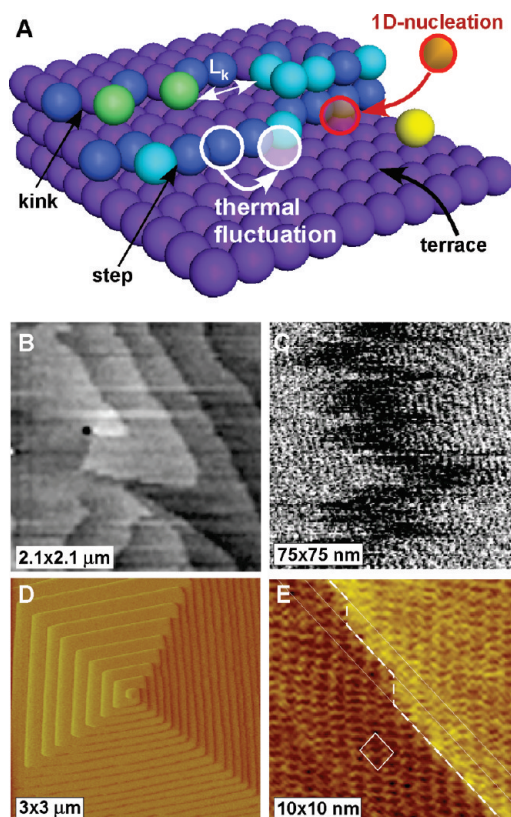 A
1D-nucleation
Lk
kink
thermal
fluctuation
step
terrace
B
C
2.1x2.1 μm
75x75 nm
D
E
3x3 μm
10x10 nm